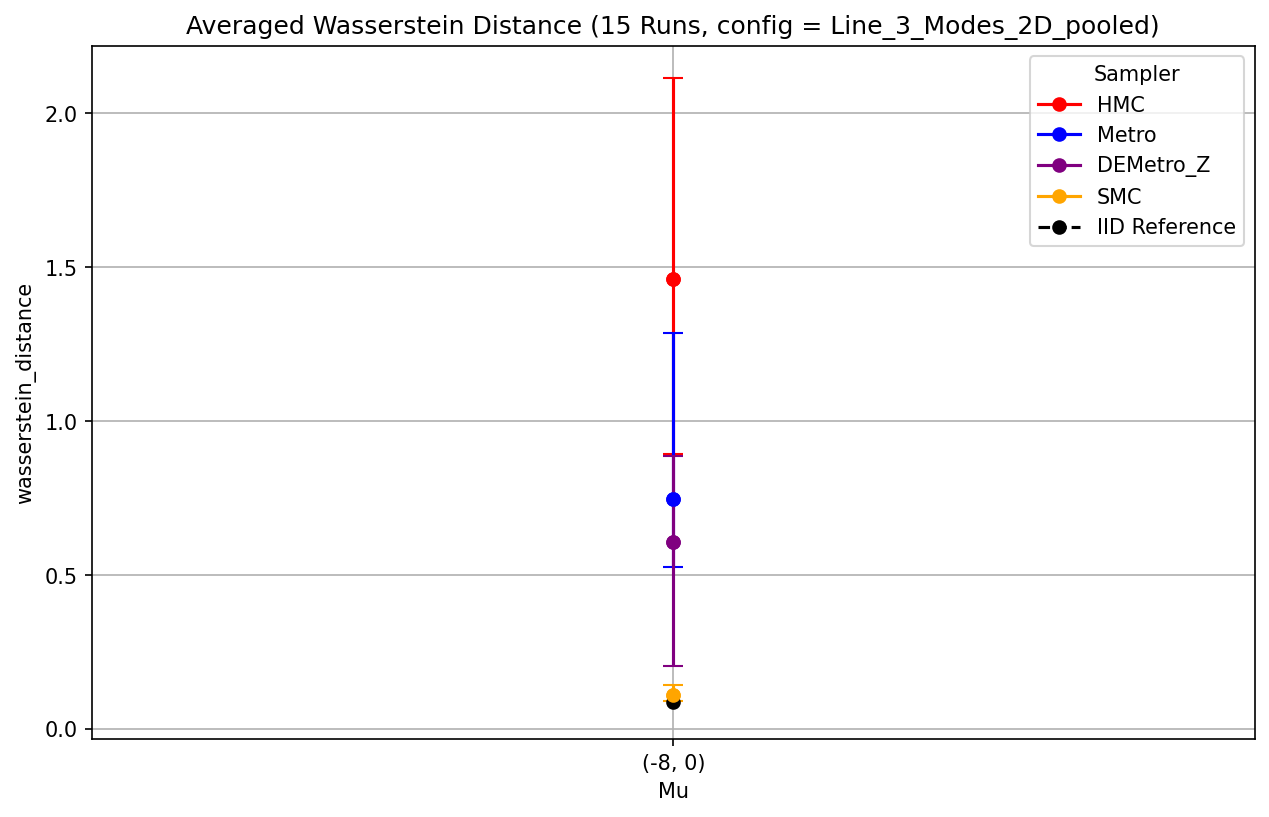 Averaged Wasserstein Distance (15 Runs, config = Line_3_Modes_2D_pooled)
Sampler
HMC
Metro
DEMetro_Z
SMC
IID Reference
wasserstein_distance
2.0
1.5
1.0
0.5
0.0
(-8, 0)
Mu